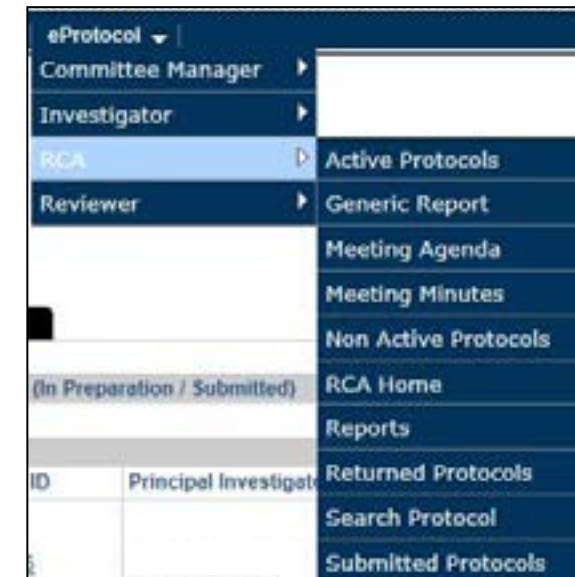 eProtocol
Committee Manager
Investigator
RCA
Reviewer
Active Protocols
Generic Report
Meeting Agenda
Meeting Minutes
Non Active Protocols
RCA Home
Reports
Returned Protocols
Search Protocol
Submitted Protocols
(In Preparation / Submitted)
ID
Principal Investigat